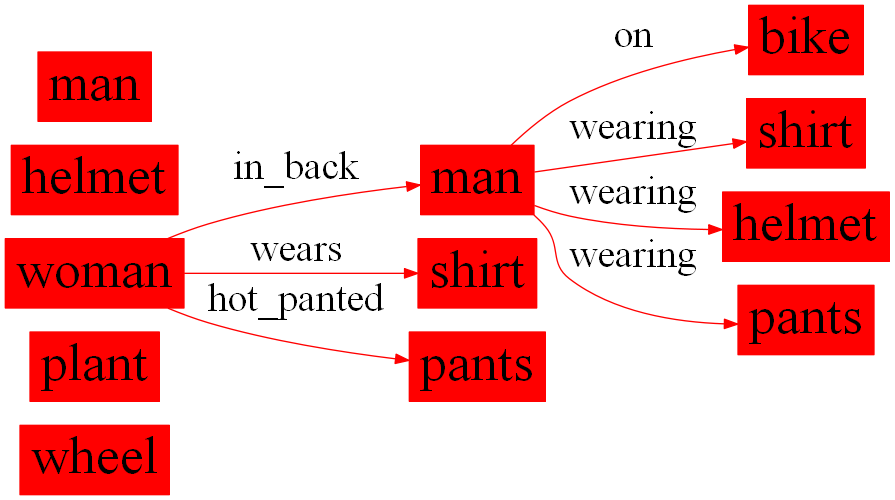 man
helmet
woman
plant
wheel
in_back
wears
hot_panted
man
shirt
pants
on
wearing
wearing
wearing
bike
shirt
helmet
pants